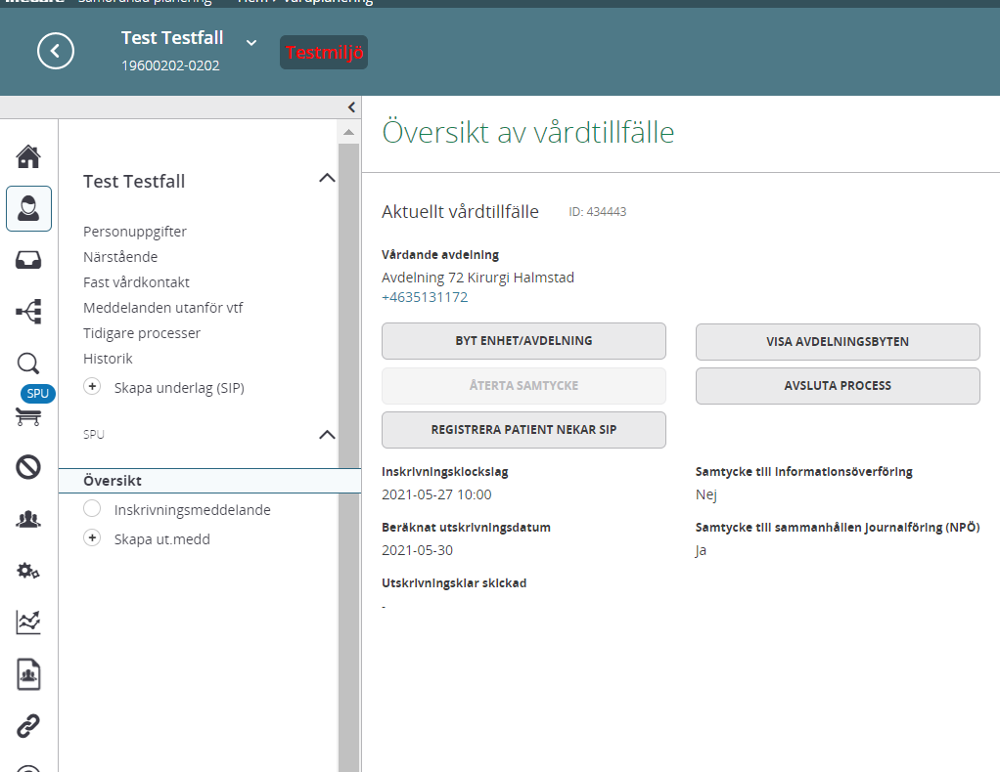 Samordnad planering Hem / Vårdplanering
Test Testfall
19600202-0202
Testmiljö
Test Testfall
Personuppgifter
Närstående
Fast vårdkontakt
Meddelanden utanför vtf
Tidigare processer
Historik
Skapa underlag (SIP)
SPU
SPU
Översikt
Inskrivningsmeddelande
Skapa ut.medd
Översikt av vårdtillfälle
Aktuellt vårdtillfälle ID: 434443
Vårdande avdelning
Avdelning 72 Kirurgi Halmstad
+4635131172
BYT ENHET/AVDELNING
VISA AVDELNINGSBYTEN
ÅTERTA SAMTYCKE
AVSLUTA PROCESS
REGISTRERA PATIENT NEKAR SIP
Inskrivningsklockslag
2021-05-27 10:00
Samtycke till informationsöverföring
Nej
Beräknat utskrivningsdatum
2021-05-30
Samtycke till sammanhållen journalföring (NPÖ)
Ja
Utskrivningsklar skickad
-